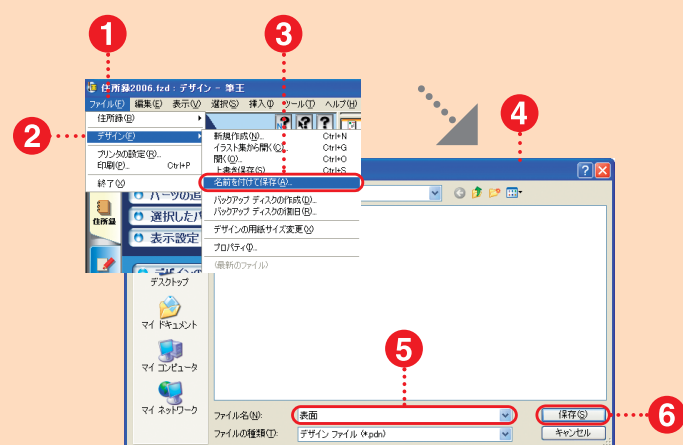 1
3
住所録2006.fzd : デザイン - 筆王
ファイル(F) 編集(E) 表示(V) 選択(S) 挿入(I) ツール(T) ヘルプ(H)
住所録(B)
2
デザイン(F)
プリンタの設定(R)...
印刷(P)... Ctrl+P
終了(X)
新規作成(N)... Ctrl+N
イラスト集から開く(C)... Ctrl+G
開く(O)... Ctrl+O
上書き保存(S) Ctrl+S
名前を付けて保存(A)...
バックアップ ディスクの作成(D)...
バックアップ ディスクの復旧(R)...
デザインの用紙サイズ変更(X)
プロパティ(I)...
(最新のファイル)
住所録
パーツの追
選択したパ
表示設定
4
デスクトップ
マイ ドキュメント
マイ コンピュータ
マイ ネットワーク
5
ファイル名(N): 表面 保存(S)
6
ファイルの種類(T): デザイン ファイル (*.pdn) キャンセル